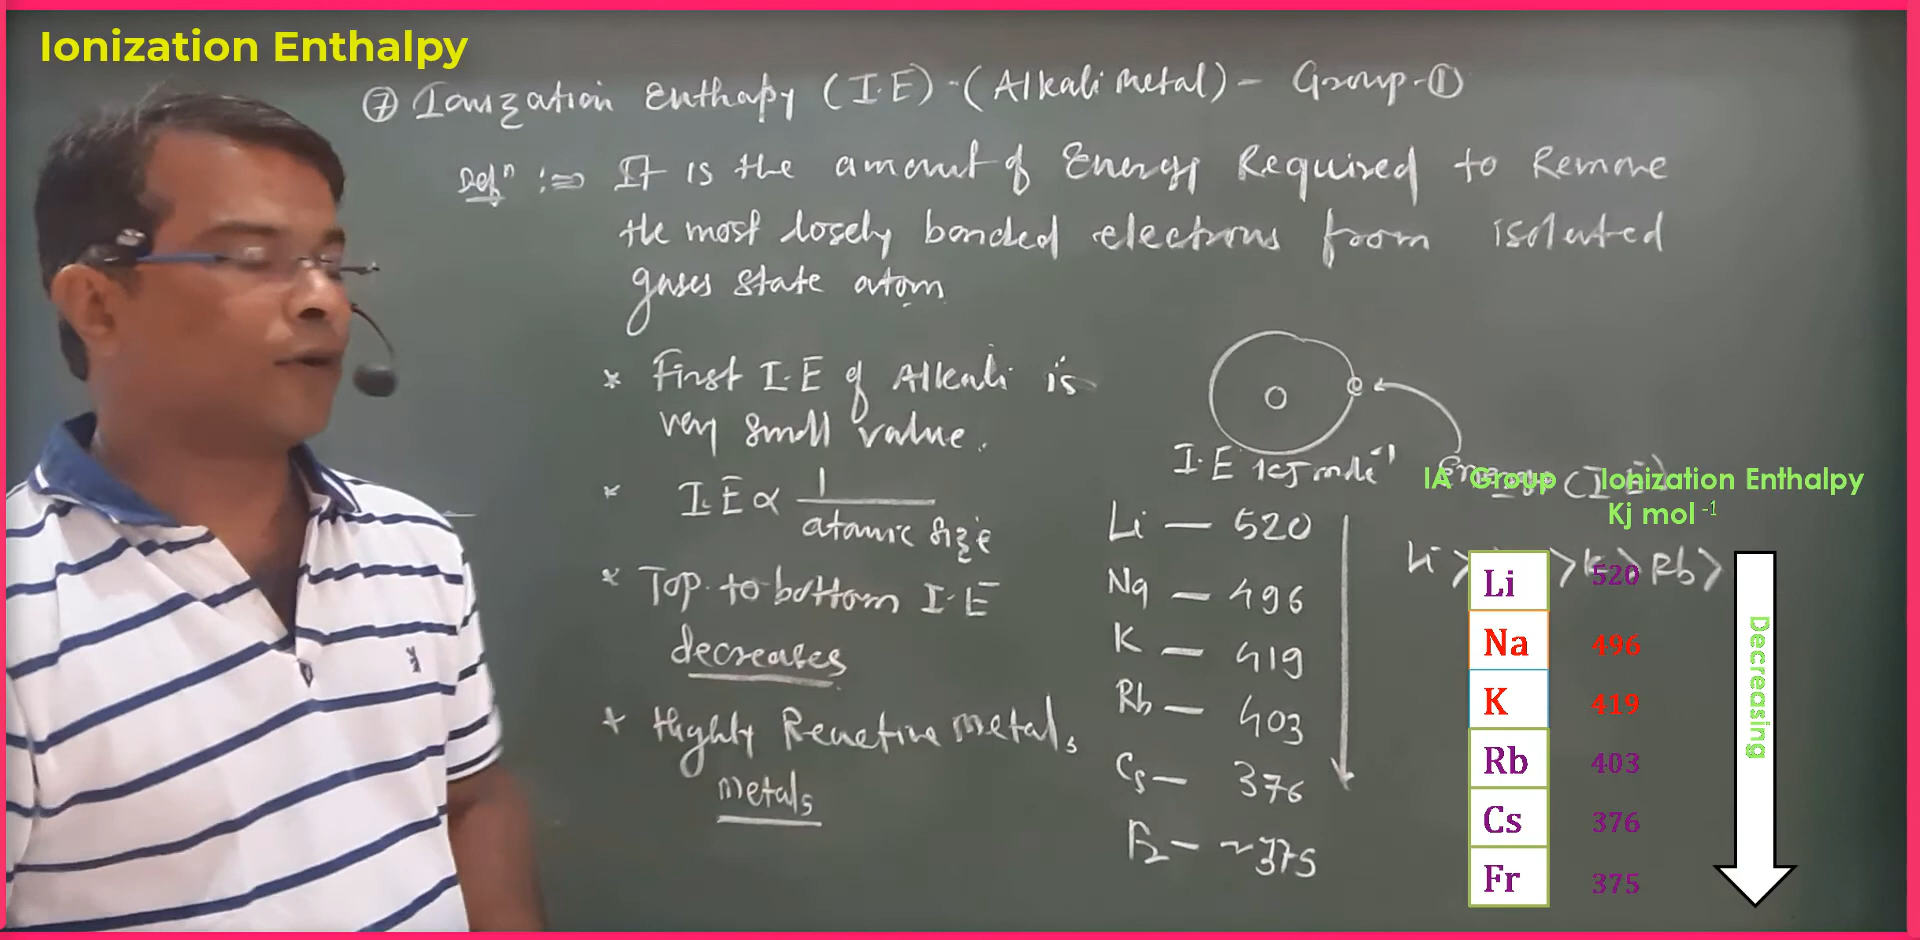 Ionization Enthalpy
⑦ Ionization Enthapy (I.E) - (Alkali Metal) - Group-①
Defn :⇒ It is the amount of Energy Required to Remove
the most losely bonded electrons from isolated
gases state atom
* First I.E of Alkali is
very small value.
* I.E ∝ 1/atomic size
* Top to bottom I.E
decreases
* Highly Reactive metals
metals
I.E KJ mole⁻¹
Li — 520
Na — 496
K — 419
Rb — 403
Cs — 376
Fr — ~375
(I.E)
Li > > K > Rb >
IA Group Ionization Enthalpy
Kj mol -1
Li 520
Na 496
K 419
Rb 403
Cs 376
Fr 375
Decreasing